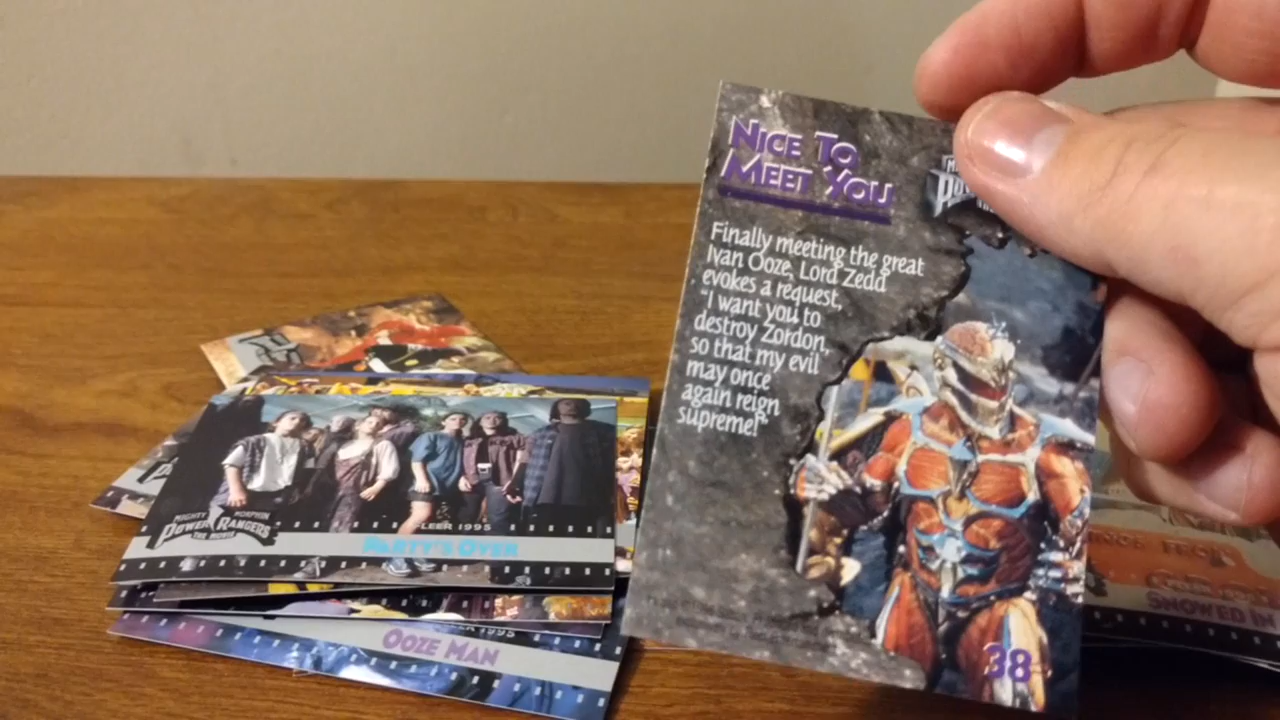 NICE TO
MEET YOU
Finally meeting the great
Ivan Ooze, Lord Zedd
evokes a request,
"I want you to
destroy Zordon,
so that my evil
may once
again reign
supreme!"
38
MIGHTY MORPHIN
POWER RANGERS
THE MOVIE
LEER 1995
PARTY'S OVER
1995
OOZE MAN
SNOWED IN